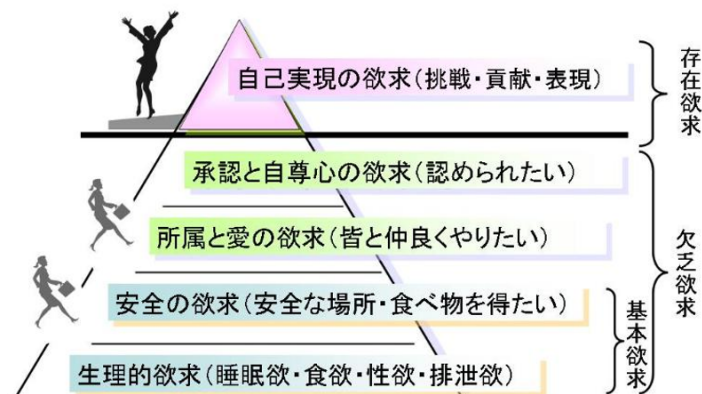 自己実現の欲求(挑戦・貢献・表現)
存在欲求
承認と自尊心の欲求(認められたい)
所属と愛の欲求(皆と仲良くやりたい)
欠乏欲求
安全の欲求(安全な場所・食べ物を得たい)
基本欲求
生理的欲求(睡眠欲・食欲・性欲・排泄欲)